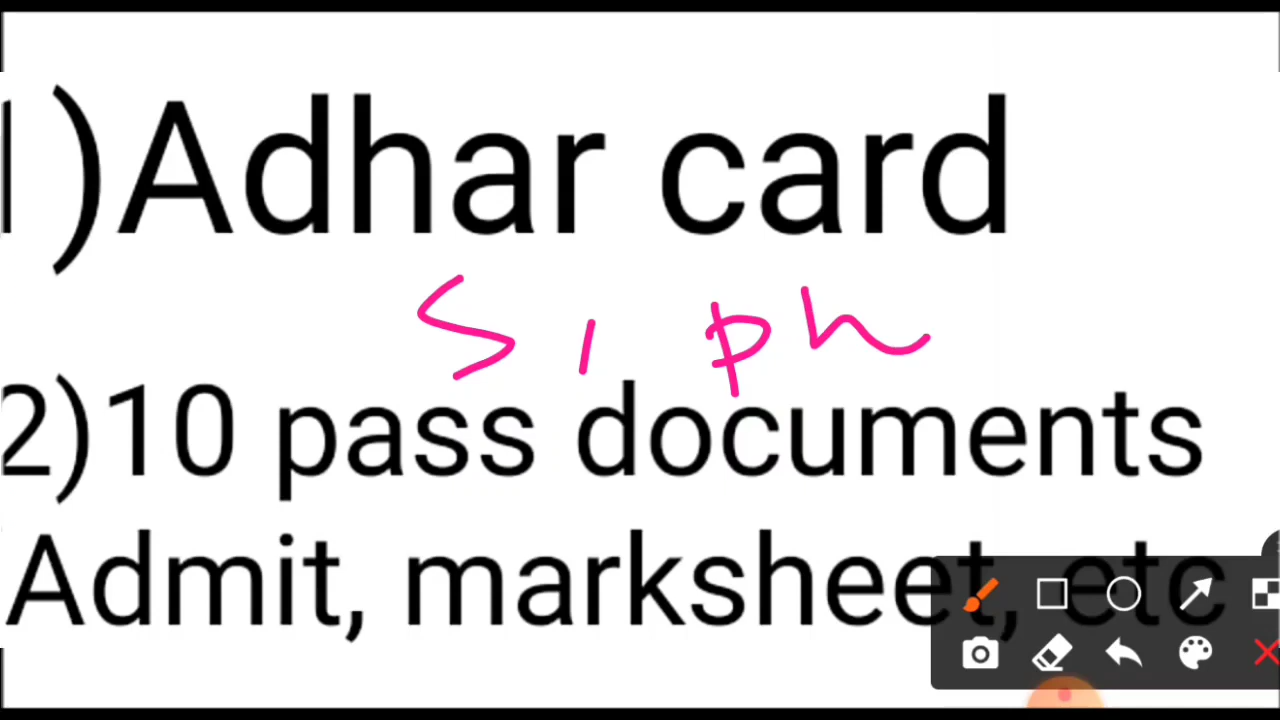 1)Adhar card
S, ph
2)10 pass documents
Admit, marksheet, etc